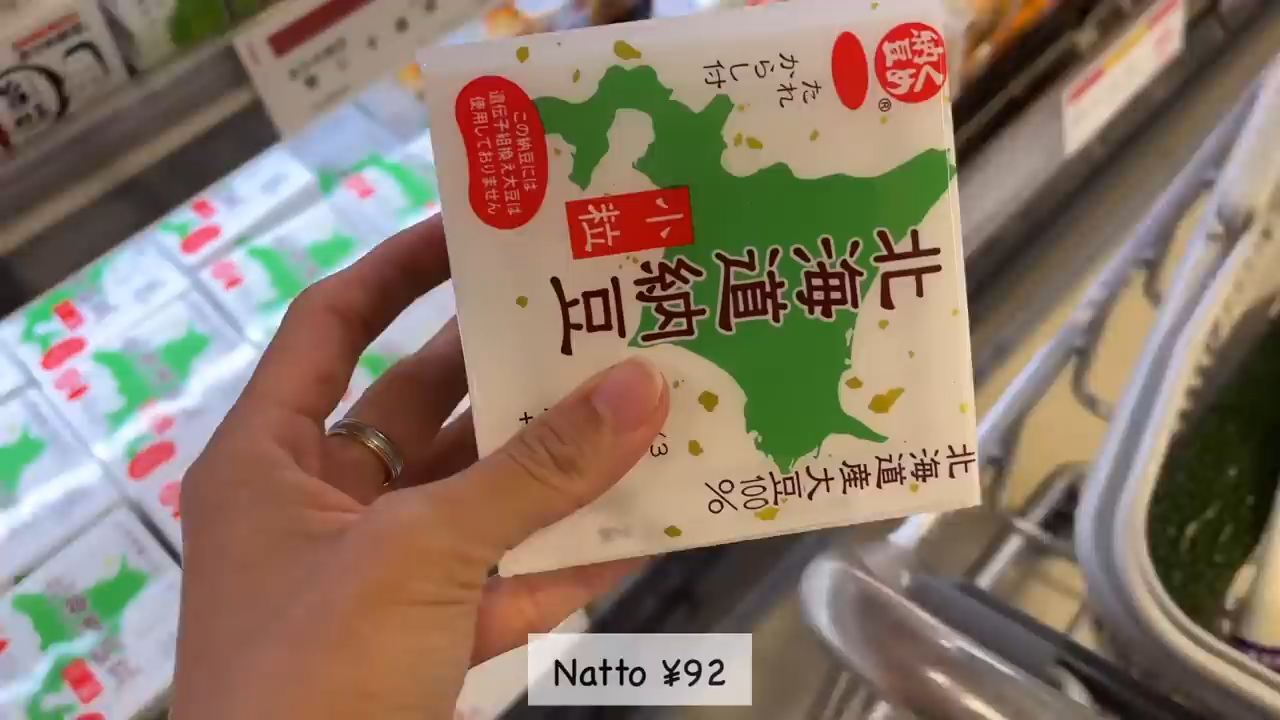 くめ
納豆
®
たれ
からし付
この納豆には
遺伝子組換え大豆は
使用しておりません
小粒
北海道納豆
北海道産大豆100%
Natto ¥92